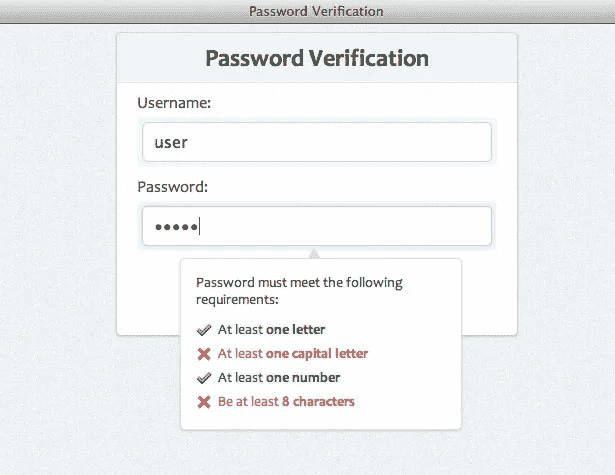 Password Verification
Password Verification
Username:
user
Password:
•••••
Password must meet the following
requirements:
At least one letter
At least one capital letter
At least one number
Be at least 8 characters